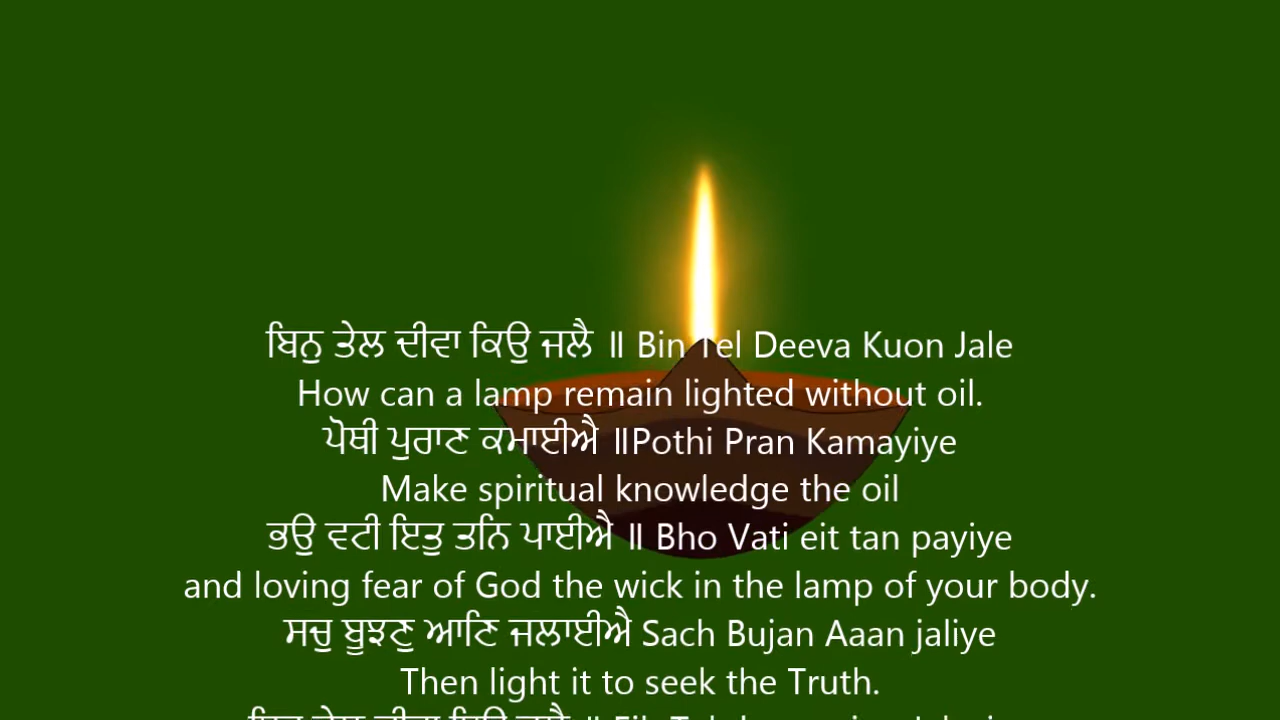 ਬਿਨੁ ਤੇਲ ਦੀਵਾ ਕਿਉ ਜਲੈ ॥ Bin Tel Deeva Kuon Jale
How can a lamp remain lighted without oil.
ਪੋਥੀ ਪੁਰਾਣ ਕਮਾਈਐ ॥Pothi Pran Kamayiye
Make spiritual knowledge the oil
ਭਉ ਵਟੀ ਇਤੁ ਤਨਿ ਪਾਈਐ ॥ Bho Vati eit tan payiye
and loving fear of God the wick in the lamp of your body.
ਸਚੁ ਬੂਝਣੁ ਆਣਿ ਜਲਾਈਐ Sach Bujan Aaan jaliye
Then light it to seek the Truth.